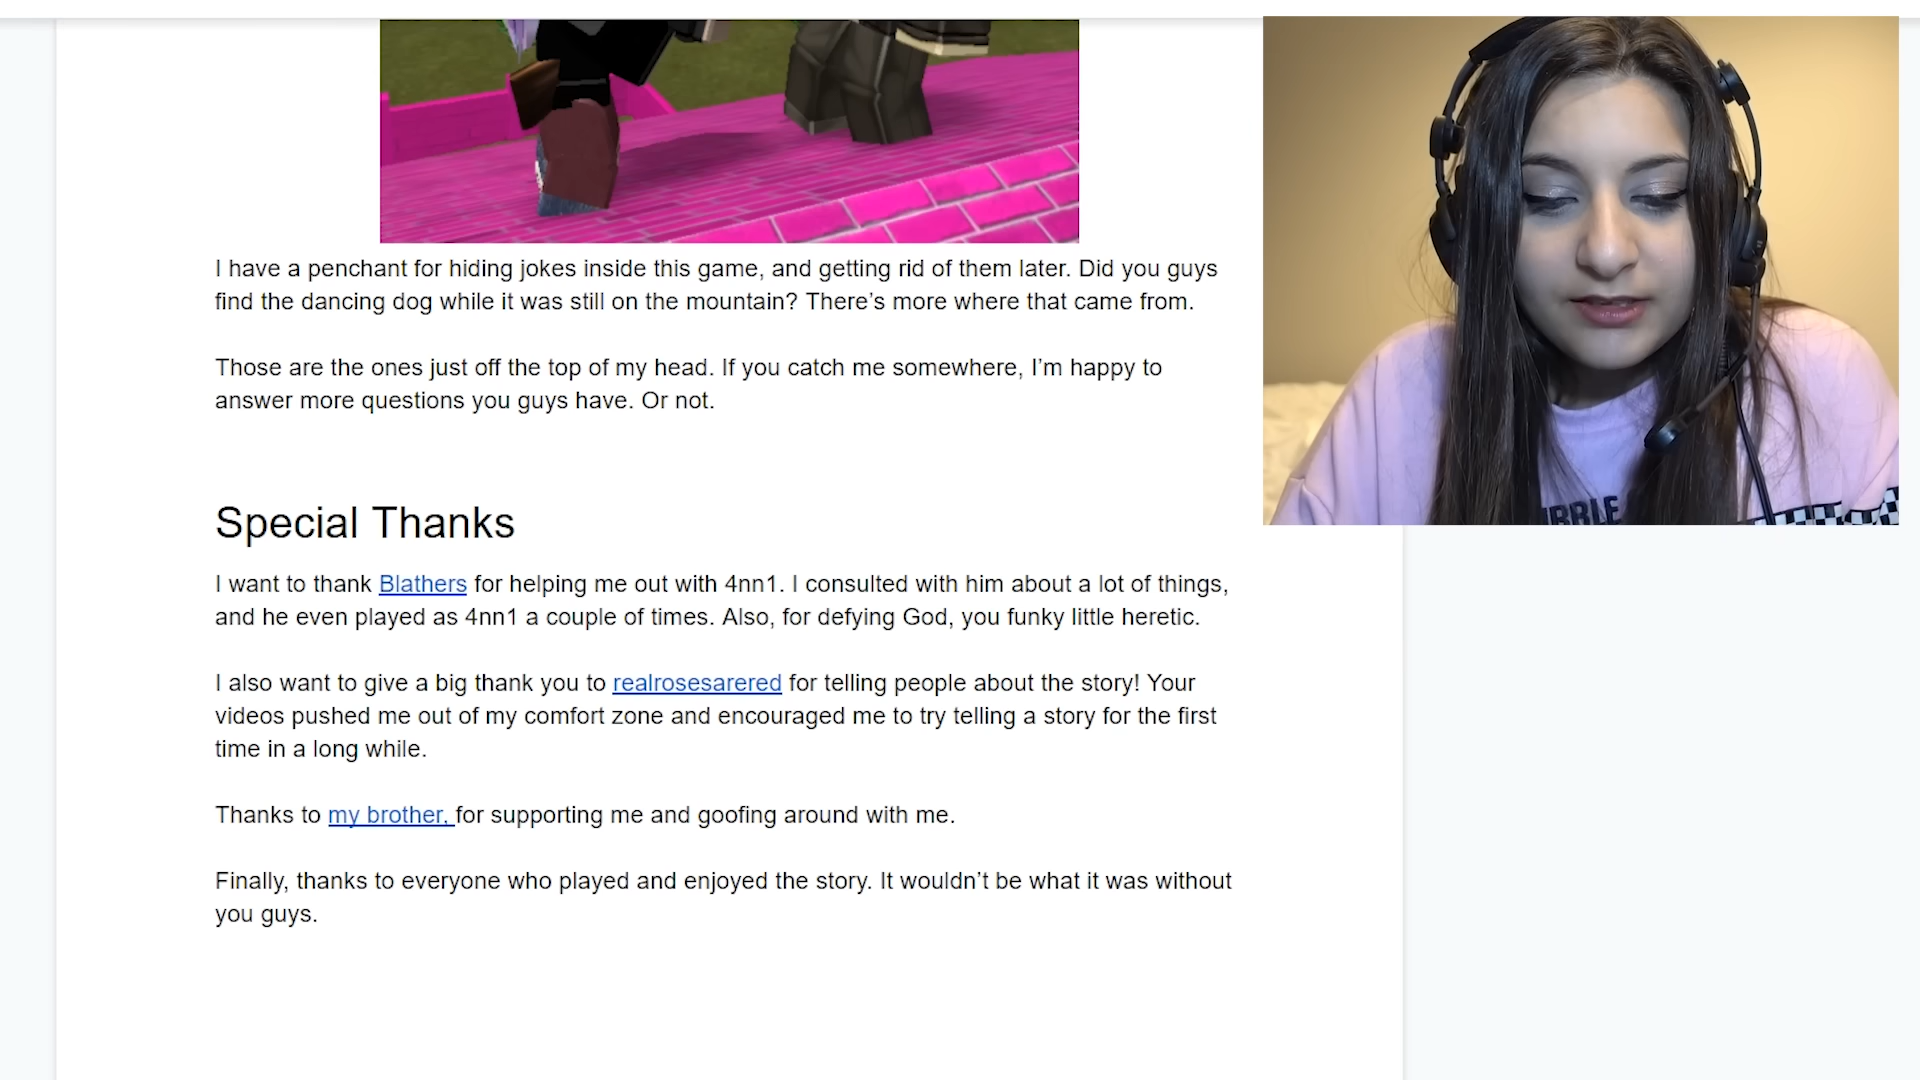 I have a penchant for hiding jokes inside this game, and getting rid of them later. Did you guys
find the dancing dog while it was still on the mountain? There’s more where that came from.
Those are the ones just off the top of my head. If you catch me somewhere, I’m happy to
answer more questions you guys have. Or not.
Special Thanks
I want to thank Blathers for helping me out with 4nn1. I consulted with him about a lot of things,
and he even played as 4nn1 a couple of times. Also, for defying God, you funky little heretic.
I also want to give a big thank you to realrosesarered for telling people about the story! Your
videos pushed me out of my comfort zone and encouraged me to try telling a story for the first
time in a long while.
Thanks to my brother, for supporting me and goofing around with me.
Finally, thanks to everyone who played and enjoyed the story. It wouldn’t be what it was without
you guys.